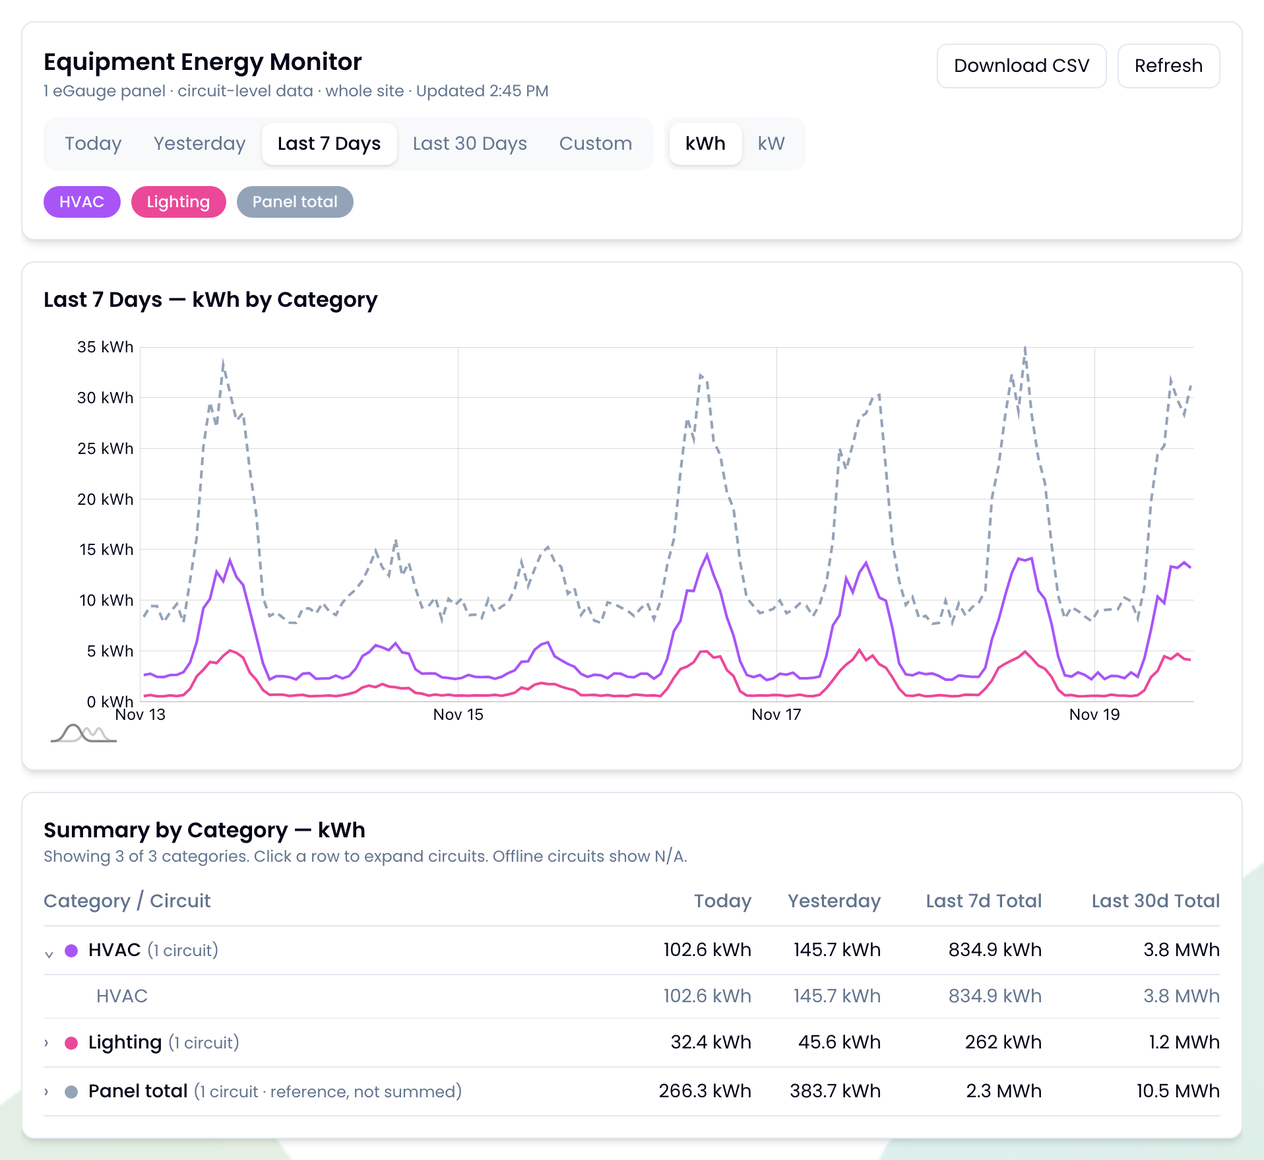 Equipment Energy Monitor
Download CSV
Refresh
1 eGauge panel · circuit-level data · whole site · Updated 2:45 PM
Today Yesterday Last 7 Days Last 30 Days Custom kWh kW
HVAC Lighting Panel total
Last 7 Days — kWh by Category
35 kWh
30 kWh
25 kWh
20 kWh
15 kWh
10 kWh
5 kWh
0 kWh
Nov 13 Nov 15 Nov 17 Nov 19
Summary by Category — kWh
Showing 3 of 3 categories. Click a row to expand circuits. Offline circuits show N/A.
Category / Circuit Today Yesterday Last 7d Total Last 30d Total
HVAC (1 circuit) 102.6 kWh 145.7 kWh 834.9 kWh 3.8 MWh
HVAC 102.6 kWh 145.7 kWh 834.9 kWh 3.8 MWh
Lighting (1 circuit) 32.4 kWh 45.6 kWh 262 kWh 1.2 MWh
Panel total (1 circuit · reference, not summed) 266.3 kWh 383.7 kWh 2.3 MWh 10.5 MWh